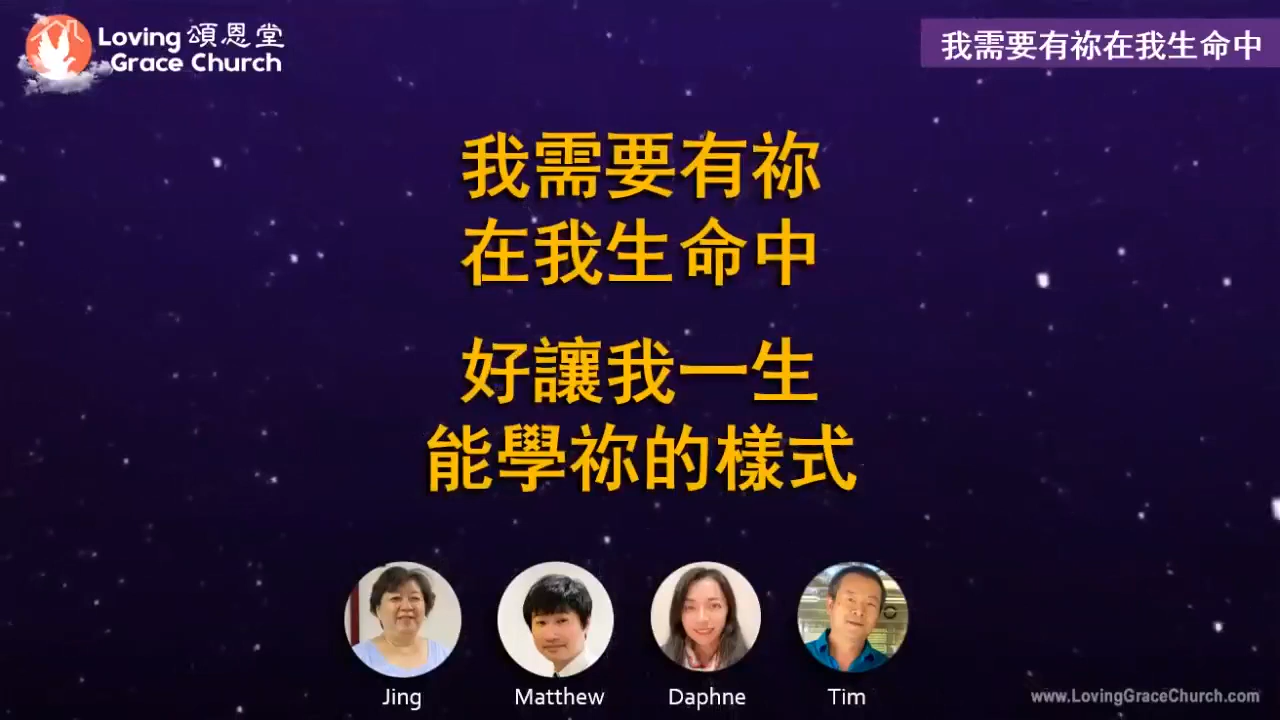 Loving 頌恩堂
Grace Church
我需要有祢在我生命中
我需要有祢
在我生命中
好讓我一生
能學祢的樣式
Jing
Matthew
Daphne
Tim
www.LovingGraceChurch.com